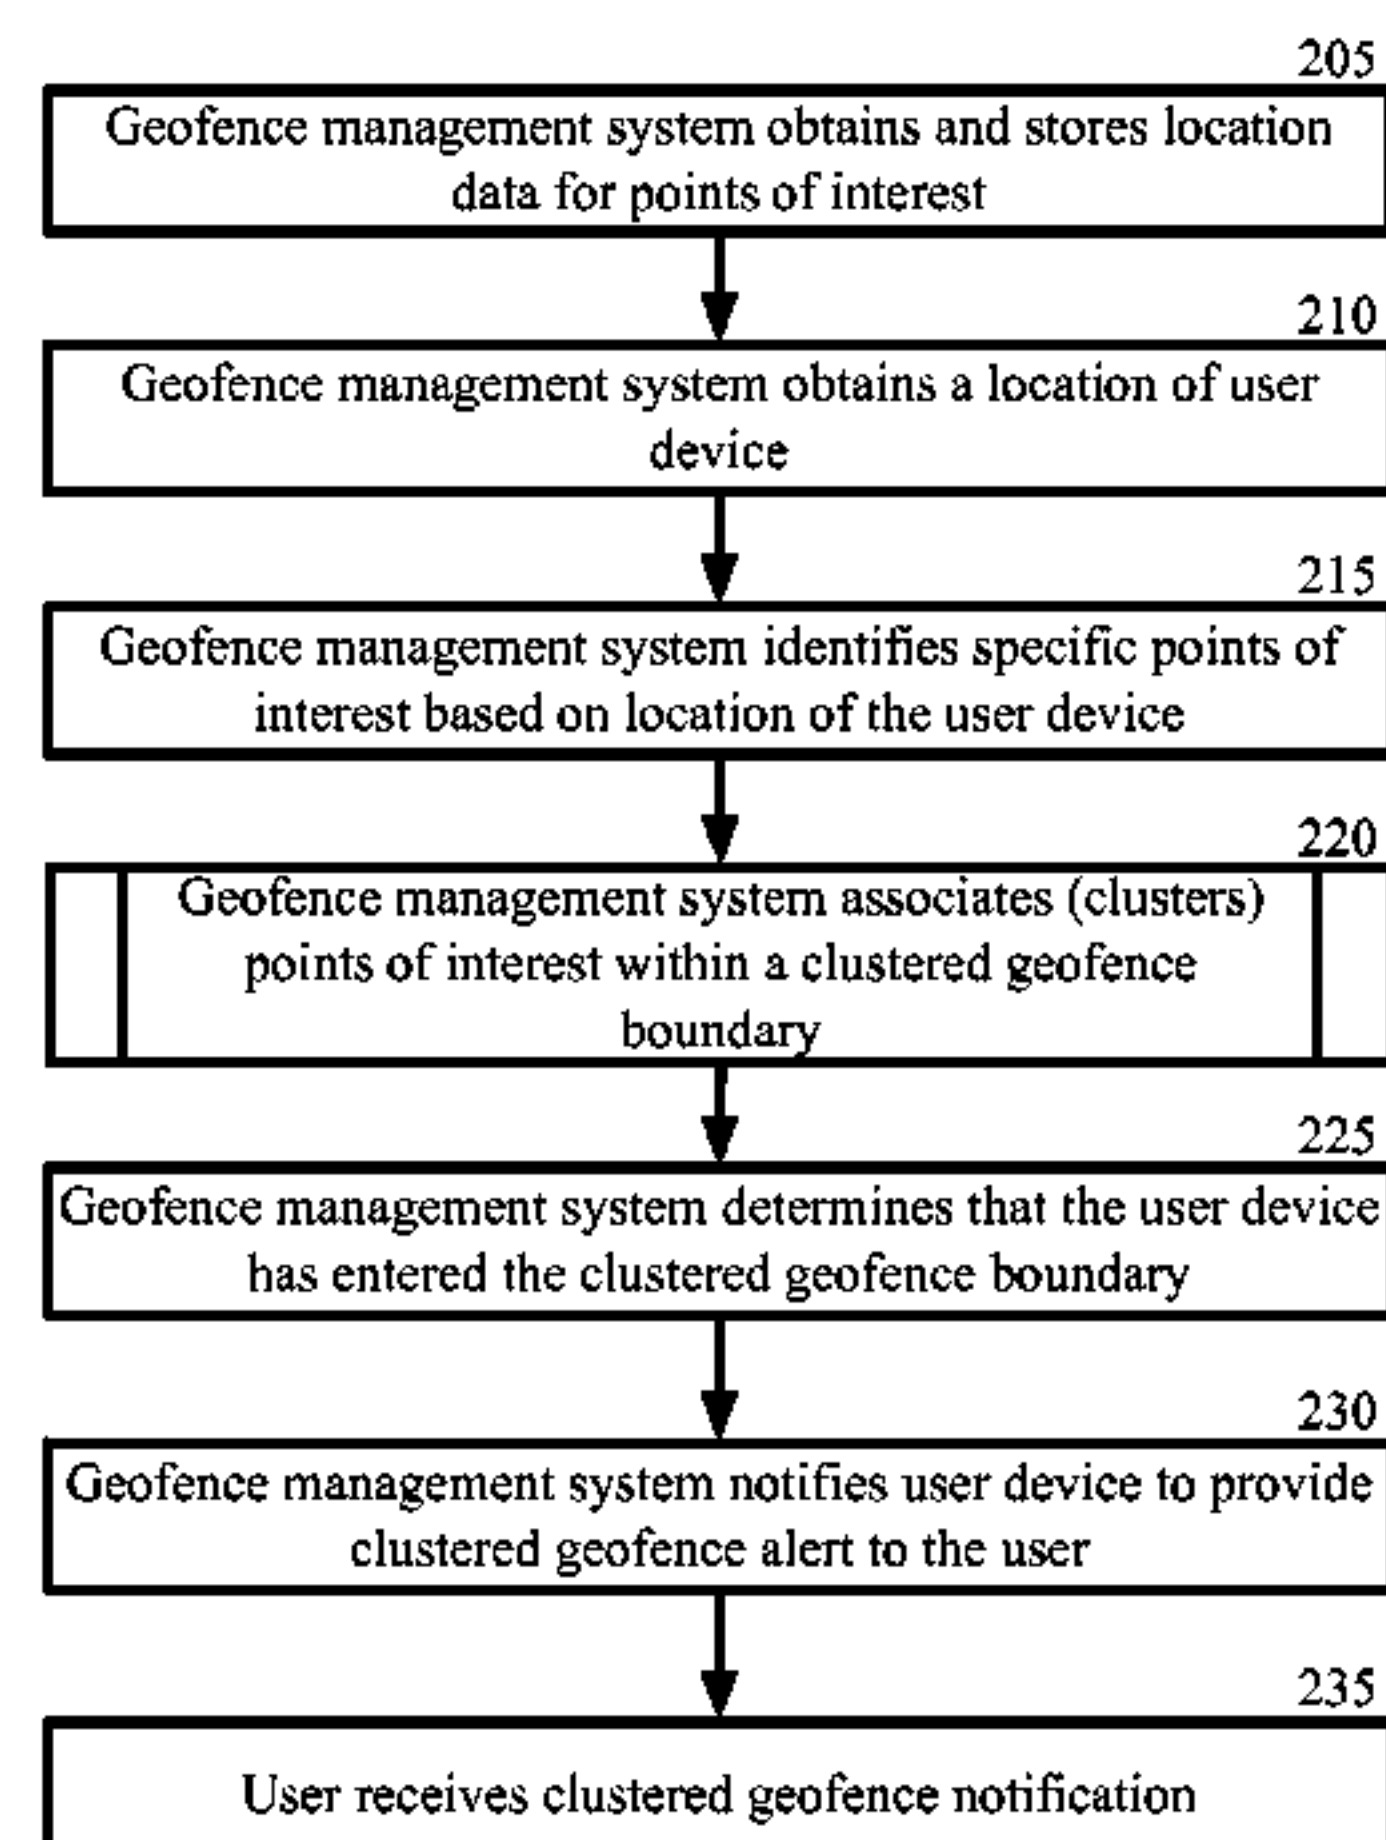 205
Geofence management system obtains and stores location
data for points of interest
210
Geofence management system obtains a location of user
device
215
Geofence management system identifies specific points of
interest based on location of the user device
220
Geofence management system associates (clusters)
points of interest within a clustered geofence
boundary
225
Geofence management system determines that the user device
has entered the clustered geofence boundary
230
Geofence management system notifies user device to provide
clustered geofence alert to the user
235
User receives clustered geofence notification